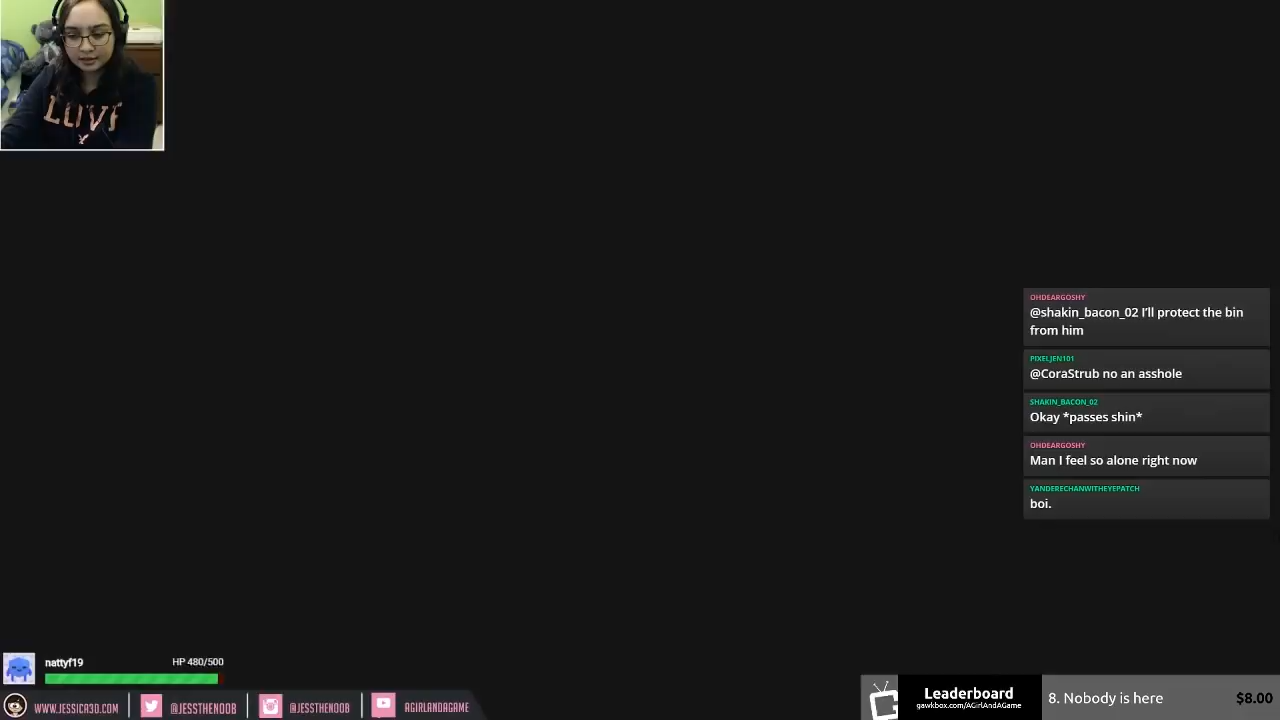 LOVE
OHDEARGOSHY
@shakin_bacon_02 I'll protect the bin
from him
PIXELJEN101
@CoraStrub no an asshole
SHAKIN_BACON_02
Okay *passes shin*
OHDEARGOSHY
Man I feel so alone right now
YANDERECHANWITHEYEPATCH
boi.
nattyf19 HP 480/500
WWW.JESSICA3D.COM @JESSTHENOOB @JESSTHENOOB AGIRLANDAGAME
Leaderboard
gawkbox.com/AGirlAndAGame
8. Nobody is here $8.00